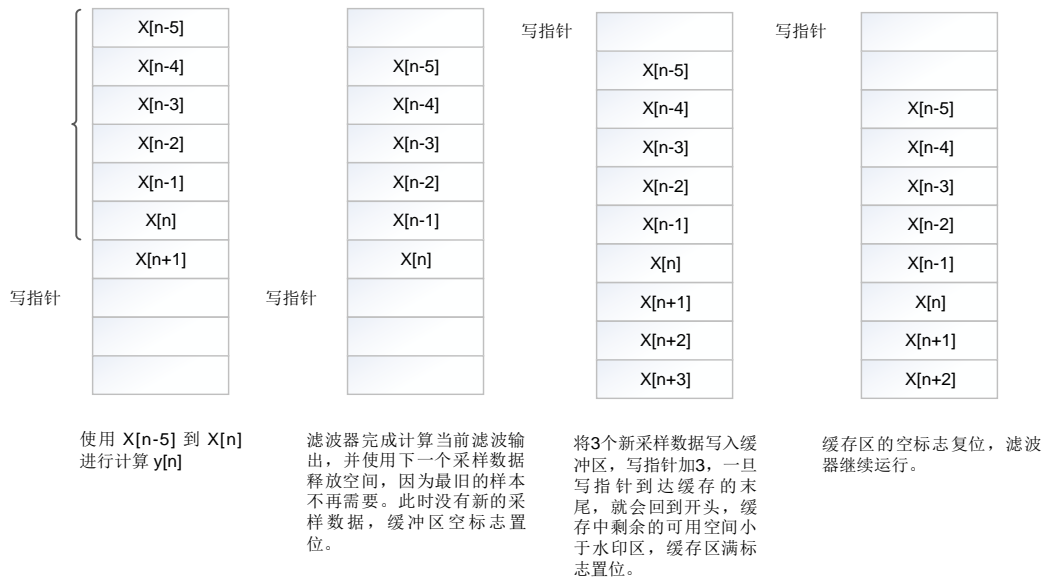 X[n-5]
X[n-4]
X[n-3]
X[n-2]
X[n-1]
X[n]
X[n+1]
写指针
使用 X[n-5] 到 X[n]
进行计算 y[n]
X[n-5]
X[n-4]
X[n-3]
X[n-2]
X[n-1]
X[n]
写指针
滤波器完成计算当前滤波输
出，并使用下一个采样数据
释放空间，因为最旧的样本
不再需要。此时没有新的采
样数据，缓冲区空标志置
位。
写指针
X[n-5]
X[n-4]
X[n-3]
X[n-2]
X[n-1]
X[n]
X[n+1]
X[n+2]
X[n+3]
将3个新采样数据写入缓
冲区，写指针加3，一旦
写指针到达缓存的末
尾，就会回到开头，缓
存中剩余的可用空间小
于水印区，缓存区满标
志置位。
写指针
X[n-5]
X[n-4]
X[n-3]
X[n-2]
X[n-1]
X[n]
X[n+1]
X[n+2]
缓存区的空标志复位，滤波
器继续运行。